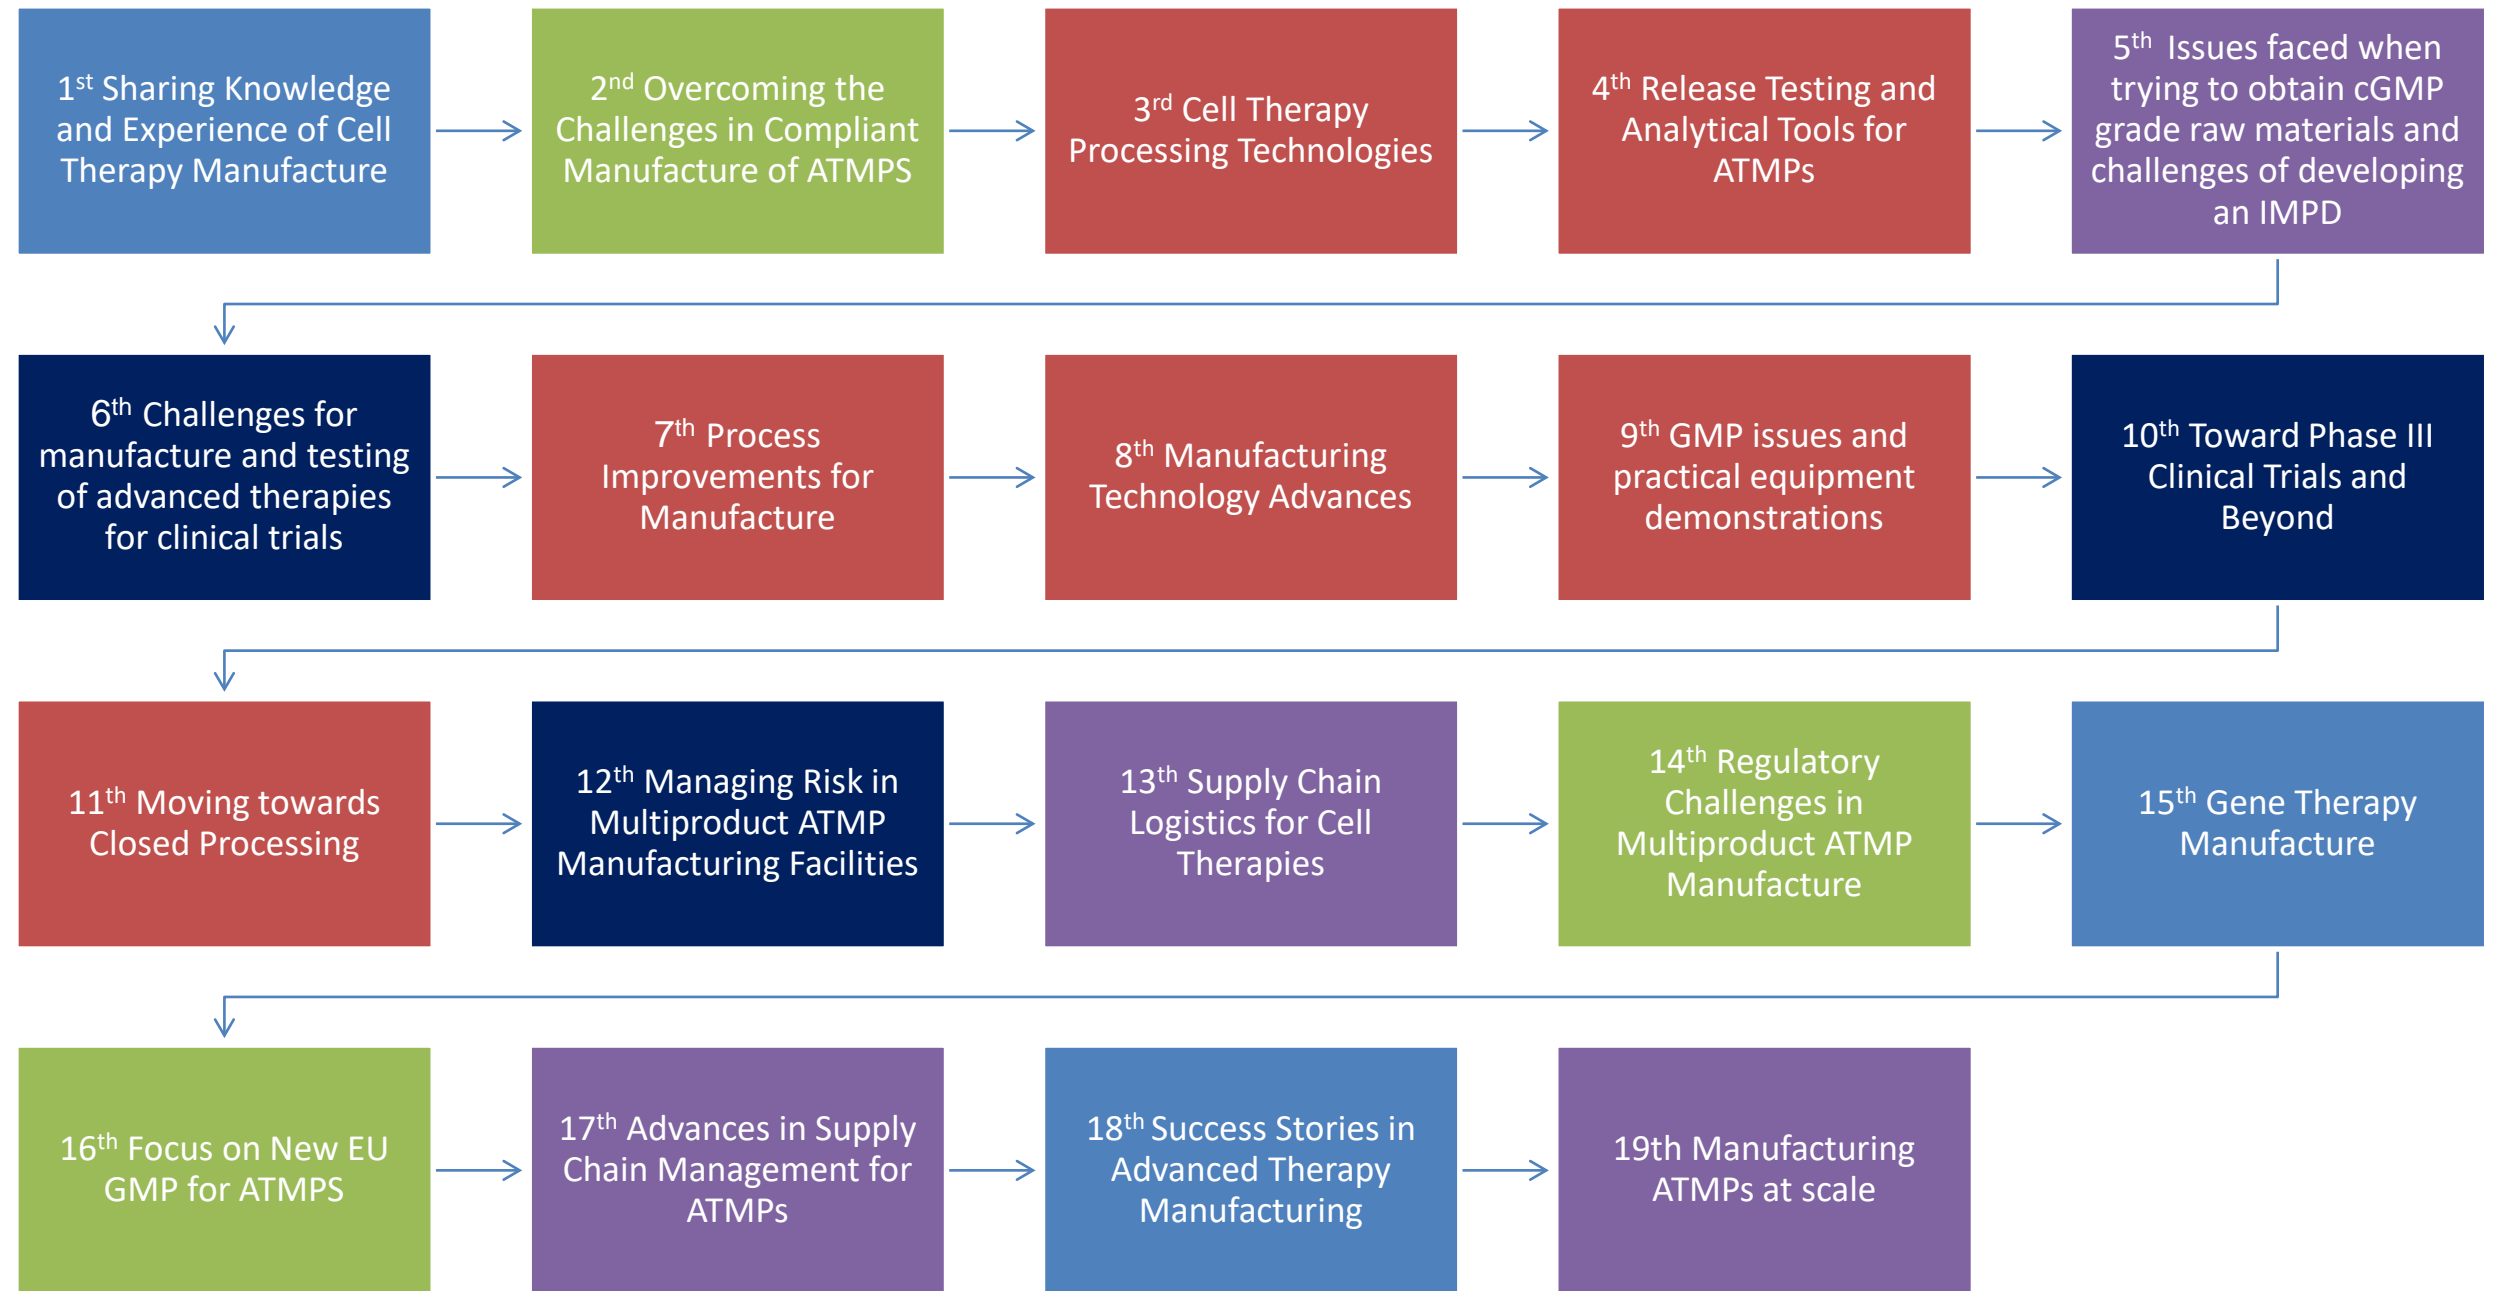 1st Sharing Knowledge
and Experience of Cell
Therapy Manufacture
2nd Overcoming the
Challenges in Compliant
Manufacture of ATMPS
3rd Cell Therapy
Processing Technologies
4th Release Testing and
Analytical Tools for
ATMPs
5th Issues faced when
trying to obtain cGMP
grade raw materials and
challenges of developing
an IMPD
6th Challenges for
manufacture and testing
of advanced therapies
for clinical trials
7th Process
Improvements for
Manufacture
8th Manufacturing
Technology Advances
9th GMP issues and
practical equipment
demonstrations
10th Toward Phase III
Clinical Trials and
Beyond
11th Moving towards
Closed Processing
12th Managing Risk in
Multiproduct ATMP
Manufacturing Facilities
13th Supply Chain
Logistics for Cell
Therapies
14th Regulatory
Challenges in
Multiproduct ATMP
Manufacture
15th Gene Therapy
Manufacture
16th Focus on New EU
GMP for ATMPS
17th Advances in Supply
Chain Management for
ATMPs
18th Success Stories in
Advanced Therapy
Manufacturing
19th Manufacturing
ATMPs at scale